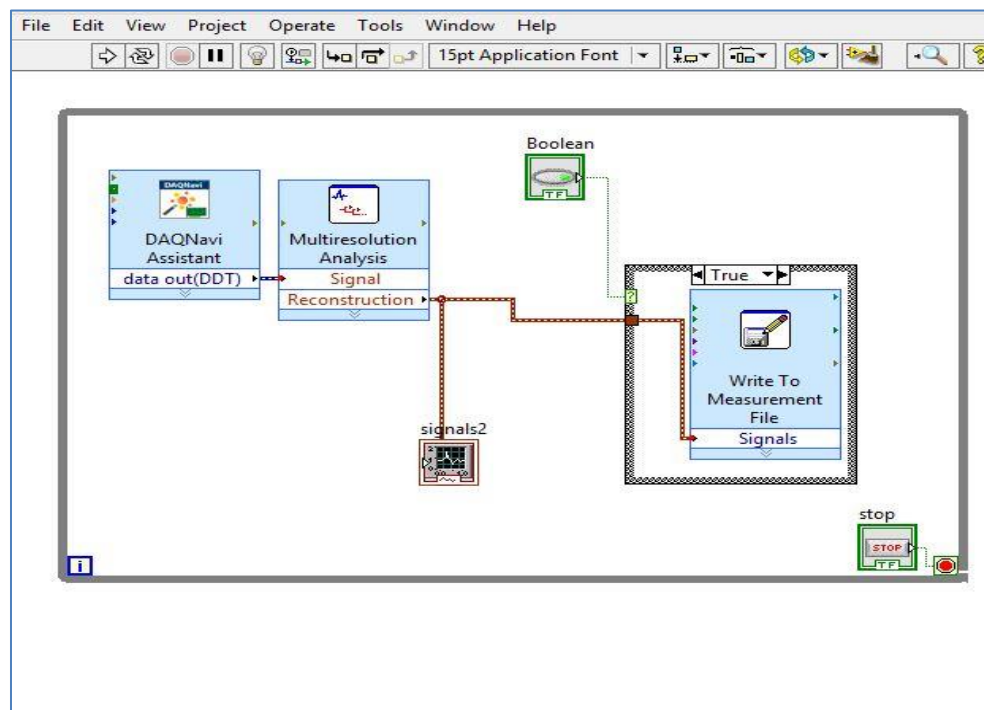 File Edit View Project Operate Tools Window Help
15pt Application Font
Boolean
TF
DAQNavi
DAQNavi
Assistant
data out(DDT)
Multiresolution
Analysis
Signal
Reconstruction
signals2
?
True
Write To
Measurement
File
Signals
stop
STOP
TF
i